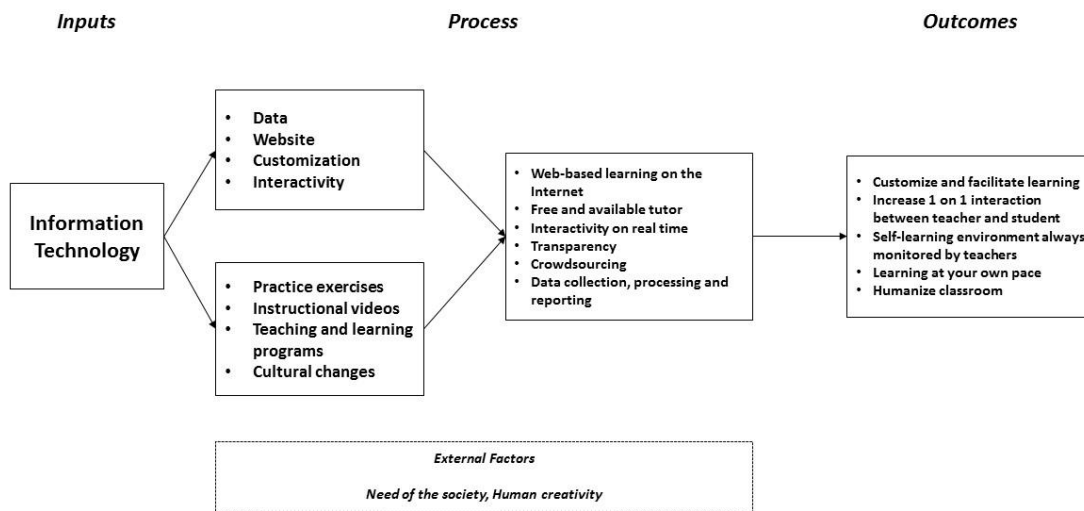 Inputs
Process
Outcomes
Information
Technology
• Data
• Website
• Customization
• Interactivity
• Practice exercises
• Instructional videos
• Teaching and learning
programs
• Cultural changes
• Web-based learning on the
Internet
• Free and available tutor
• Interactivity on real time
• Transparency
• Crowdsourcing
• Data collection, processing and
reporting
• Customize and facilitate learning
• Increase 1 on 1 interaction
between teacher and student
• Self-learning environment always
monitored by teachers
• Learning at your own pace
• Humanize classroom
External Factors
Need of the society, Human creativity